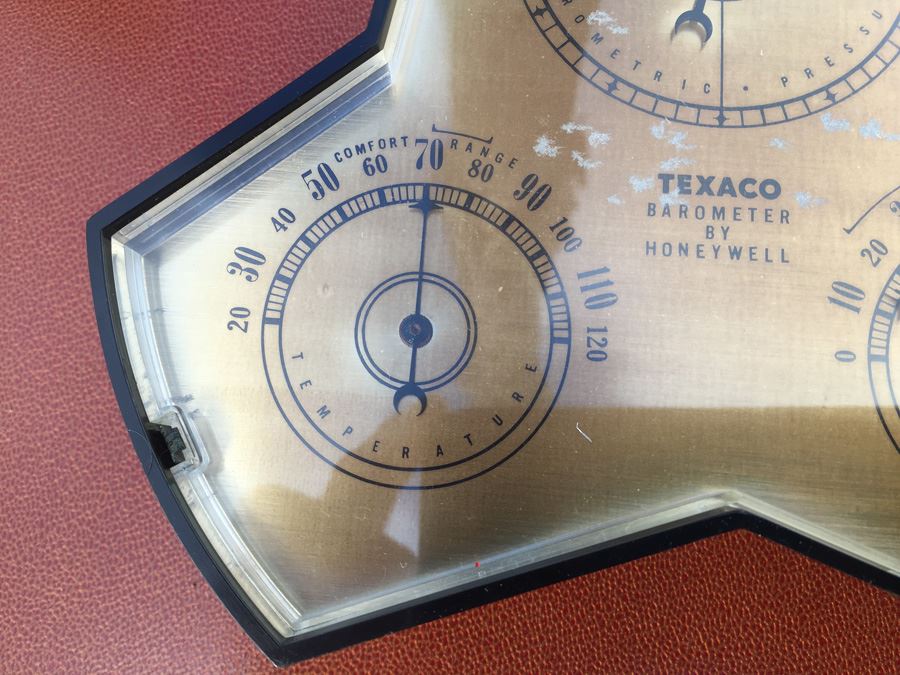 METRIC • PRESSU
COMFORT RANGE
20 30 40 50 60 70 80 90 100 110 120
TEMPERATURE
TEXACO
BAROMETER
BY
HONEYWELL
0 10 20